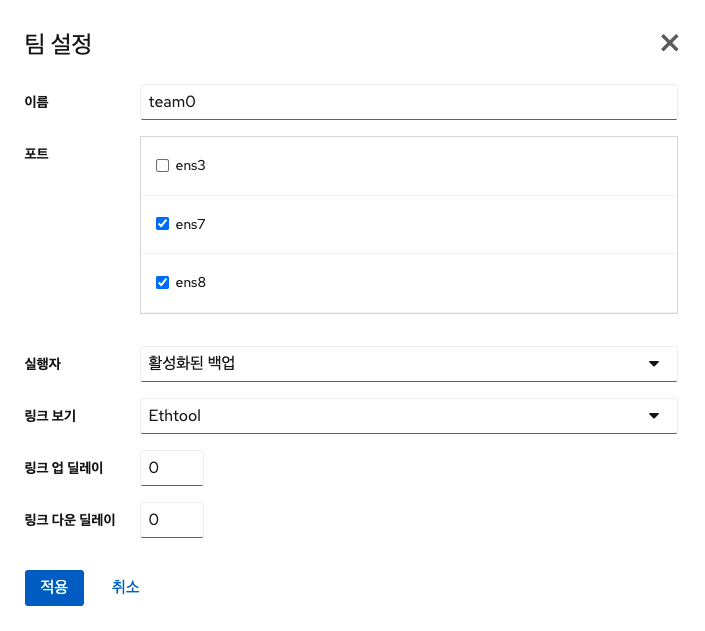 팀 설정
이름
team0
포트
ens3
ens7
ens8
실행자
활성화된 백업
링크 보기
Ethtool
링크 업 딜레이
0
링크 다운 딜레이
0
적용 취소